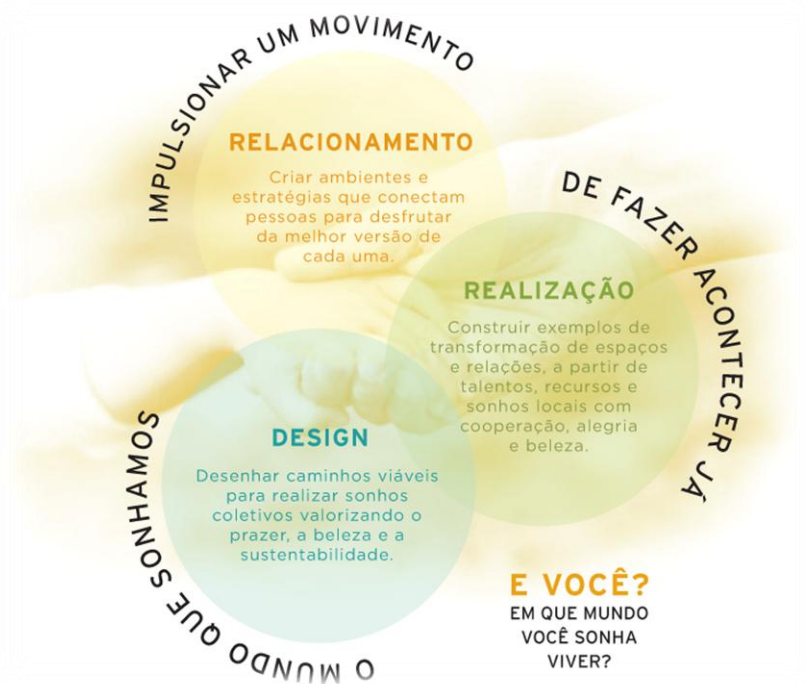 IMPULSIONAR UM MOVIMENTO
RELACIONAMENTO
Criar ambientes e
estratégias que conectam
pessoas para desfrutar
da melhor versão de
cada uma.
DE FAZER ACONTECER JÁ
REALIZAÇÃO
Construir exemplos de
transformação de espaços
e relações, a partir de
talentos, recursos e
sonhos locais com
cooperação, alegria
e beleza.
O MUNDO QUE SONHAMOS
DESIGN
Desenhar caminhos viáveis
para realizar sonhos
coletivos valorizando o
prazer, a beleza e a
sustentabilidade.
E VOCÊ?
EM QUE MUNDO
VOCÊ SONHA
VIVER?